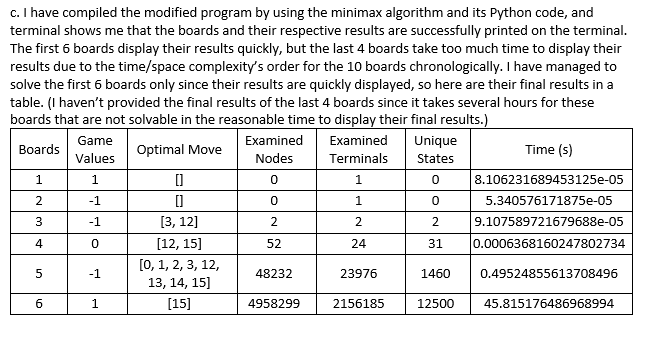 c. I have compiled the modified program by using the minimax algorithm and its Python code, and
terminal shows me that the boards and their respective results are successfully printed on the terminal.
The first 6 boards display their results quickly, but the last 4 boards take too much time to display their
results due to the time/space complexity's order for the 10 boards chronologically. I have managed to
solve the first 6 boards only since their results are quickly displayed, so here are their final results in a
table. (I haven't provided the final results of the last 4 boards since it takes several hours for these
boards that are not solvable in the reasonable time to display their final results.)
Boards Game Values Optimal Move Examined Nodes Examined Terminals Unique States Time (s)
1 1 [] 0 1 0 8.106231689453125e-05
2 -1 [] 0 1 0 5.340576171875e-05
3 -1 [3, 12] 2 2 2 9.107589721679688e-05
4 0 [12, 15] 52 24 31 0.0006368160247802734
5 -1 [0, 1, 2, 3, 12, 13, 14, 15] 48232 23976 1460 0.49524855613708496
6 1 [15] 4958299 2156185 12500 45.815176486968994